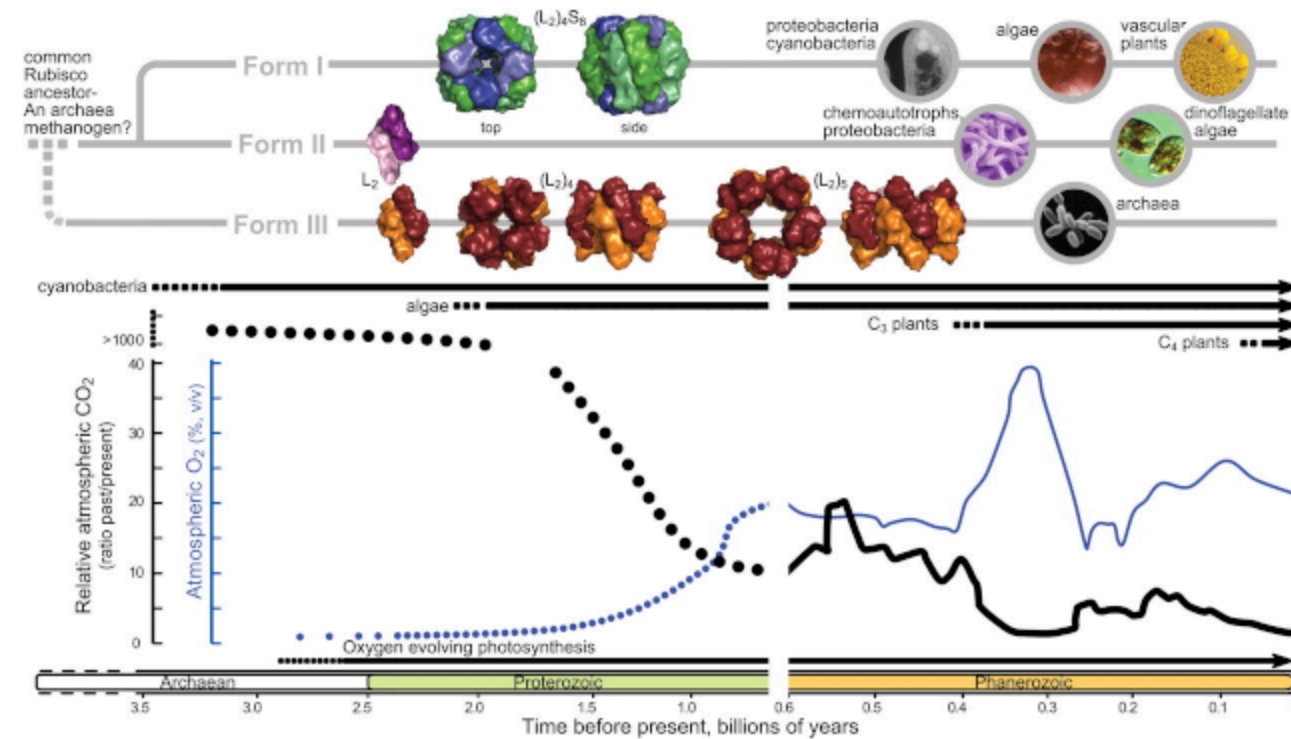 common
Rubisco
ancestor-
An archaea
methanogen?
Form I
(L₂)₄S₈
top
side
proteobacteria
cyanobacteria
algae
vascular
plants
Form II
L₂
chemoautotrophs,
proteobacteria
dinoflagellate
algae
Form III
(L₂)₄
(L₂)₅
archaea
cyanobacteria
algae
C₃ plants
C₄ plants
>1000
40
30
20
10
0
Relative atmospheric CO₂
(ratio past/present)
Atmospheric O₂ (%, v/v)
Oxygen evolving photosynthesis
Archaean
Proterozoic
Phanerozoic
3.5 3.0 2.5 2.0 1.5 1.0 0.6 0.5 0.4 0.3 0.2 0.1
Time before present, billions of years